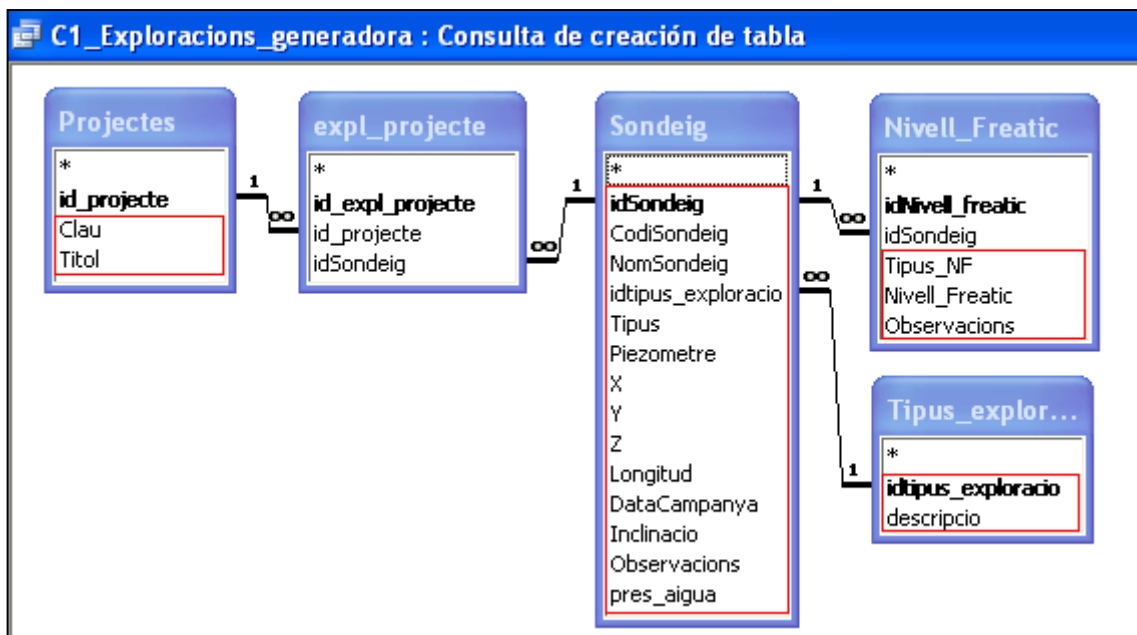 C1_Exploracions_generadora : Consulta de creación de tabla
Projectes
*
id_projecte
Clau
Titol
1
∞
expl_projecte
*
id_expl_projecte
id_projecte
idSondeig
1
∞
Sondeig
*
idSondeig
CodiSondeig
NomSondeig
idtipus_exploracio
Tipus
Piezometre
X
Y
Z
Longitud
DataCampanya
Inclinacio
Observacions
pres_aigua
1
∞
∞
1
Nivell_Freatic
*
idNivell_freatic
idSondeig
Tipus_NF
Nivell_Freatic
Observacions
Tipus_explor...
*
idtipus_exploracio
descripcio